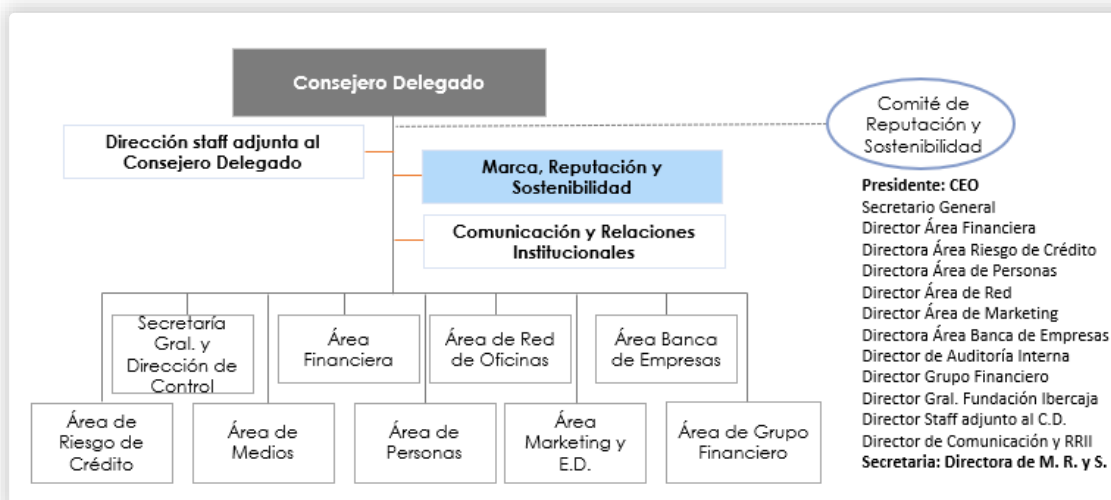 Consejero Delegado
Comité de
Reputación y
Sostenibilidad
Dirección staff adjunta al
Consejero Delegado
Marca, Reputación y
Sostenibilidad
Comunicación y Relaciones
Institucionales
Presidente: CEO
Secretario General
Director Área Financiera
Directora Área Riesgo de Crédito
Directora Área de Personas
Director Área de Red
Director Área de Marketing
Directora Área Banca de Empresas
Director de Auditoría Interna
Director Grupo Financiero
Director Gral. Fundación Ibercaja
Director Staff adjunto al C.D.
Director de Comunicación y RRII
Secretaria: Directora de M. R. y S.
Secretaría
Gral. y
Dirección de
Control
Área
Financiera
Área de Red
de Oficinas
Área Banca
de Empresas
Área de
Riesgo de
Crédito
Área de
Medios
Área de
Personas
Área
Marketing y
E.D.
Área de Grupo
Financiero